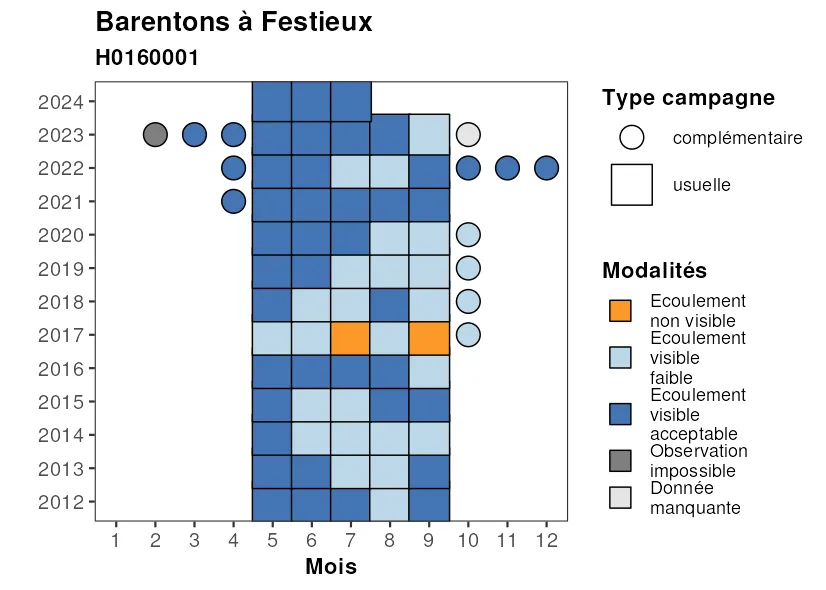 Barentons à Festieux
H0160001
2024
2023
2022
2021
2020
2019
2018
2017
2016
2015
2014
2013
2012
1 2 3 4 5 6 7 8 9 10 11 12
Mois
Type campagne
complémentaire
usuelle
Modalités
Ecoulement
non visible
Ecoulement
visible
faible
Ecoulement
visible
acceptable
Observation
impossible
Donnée
manquante